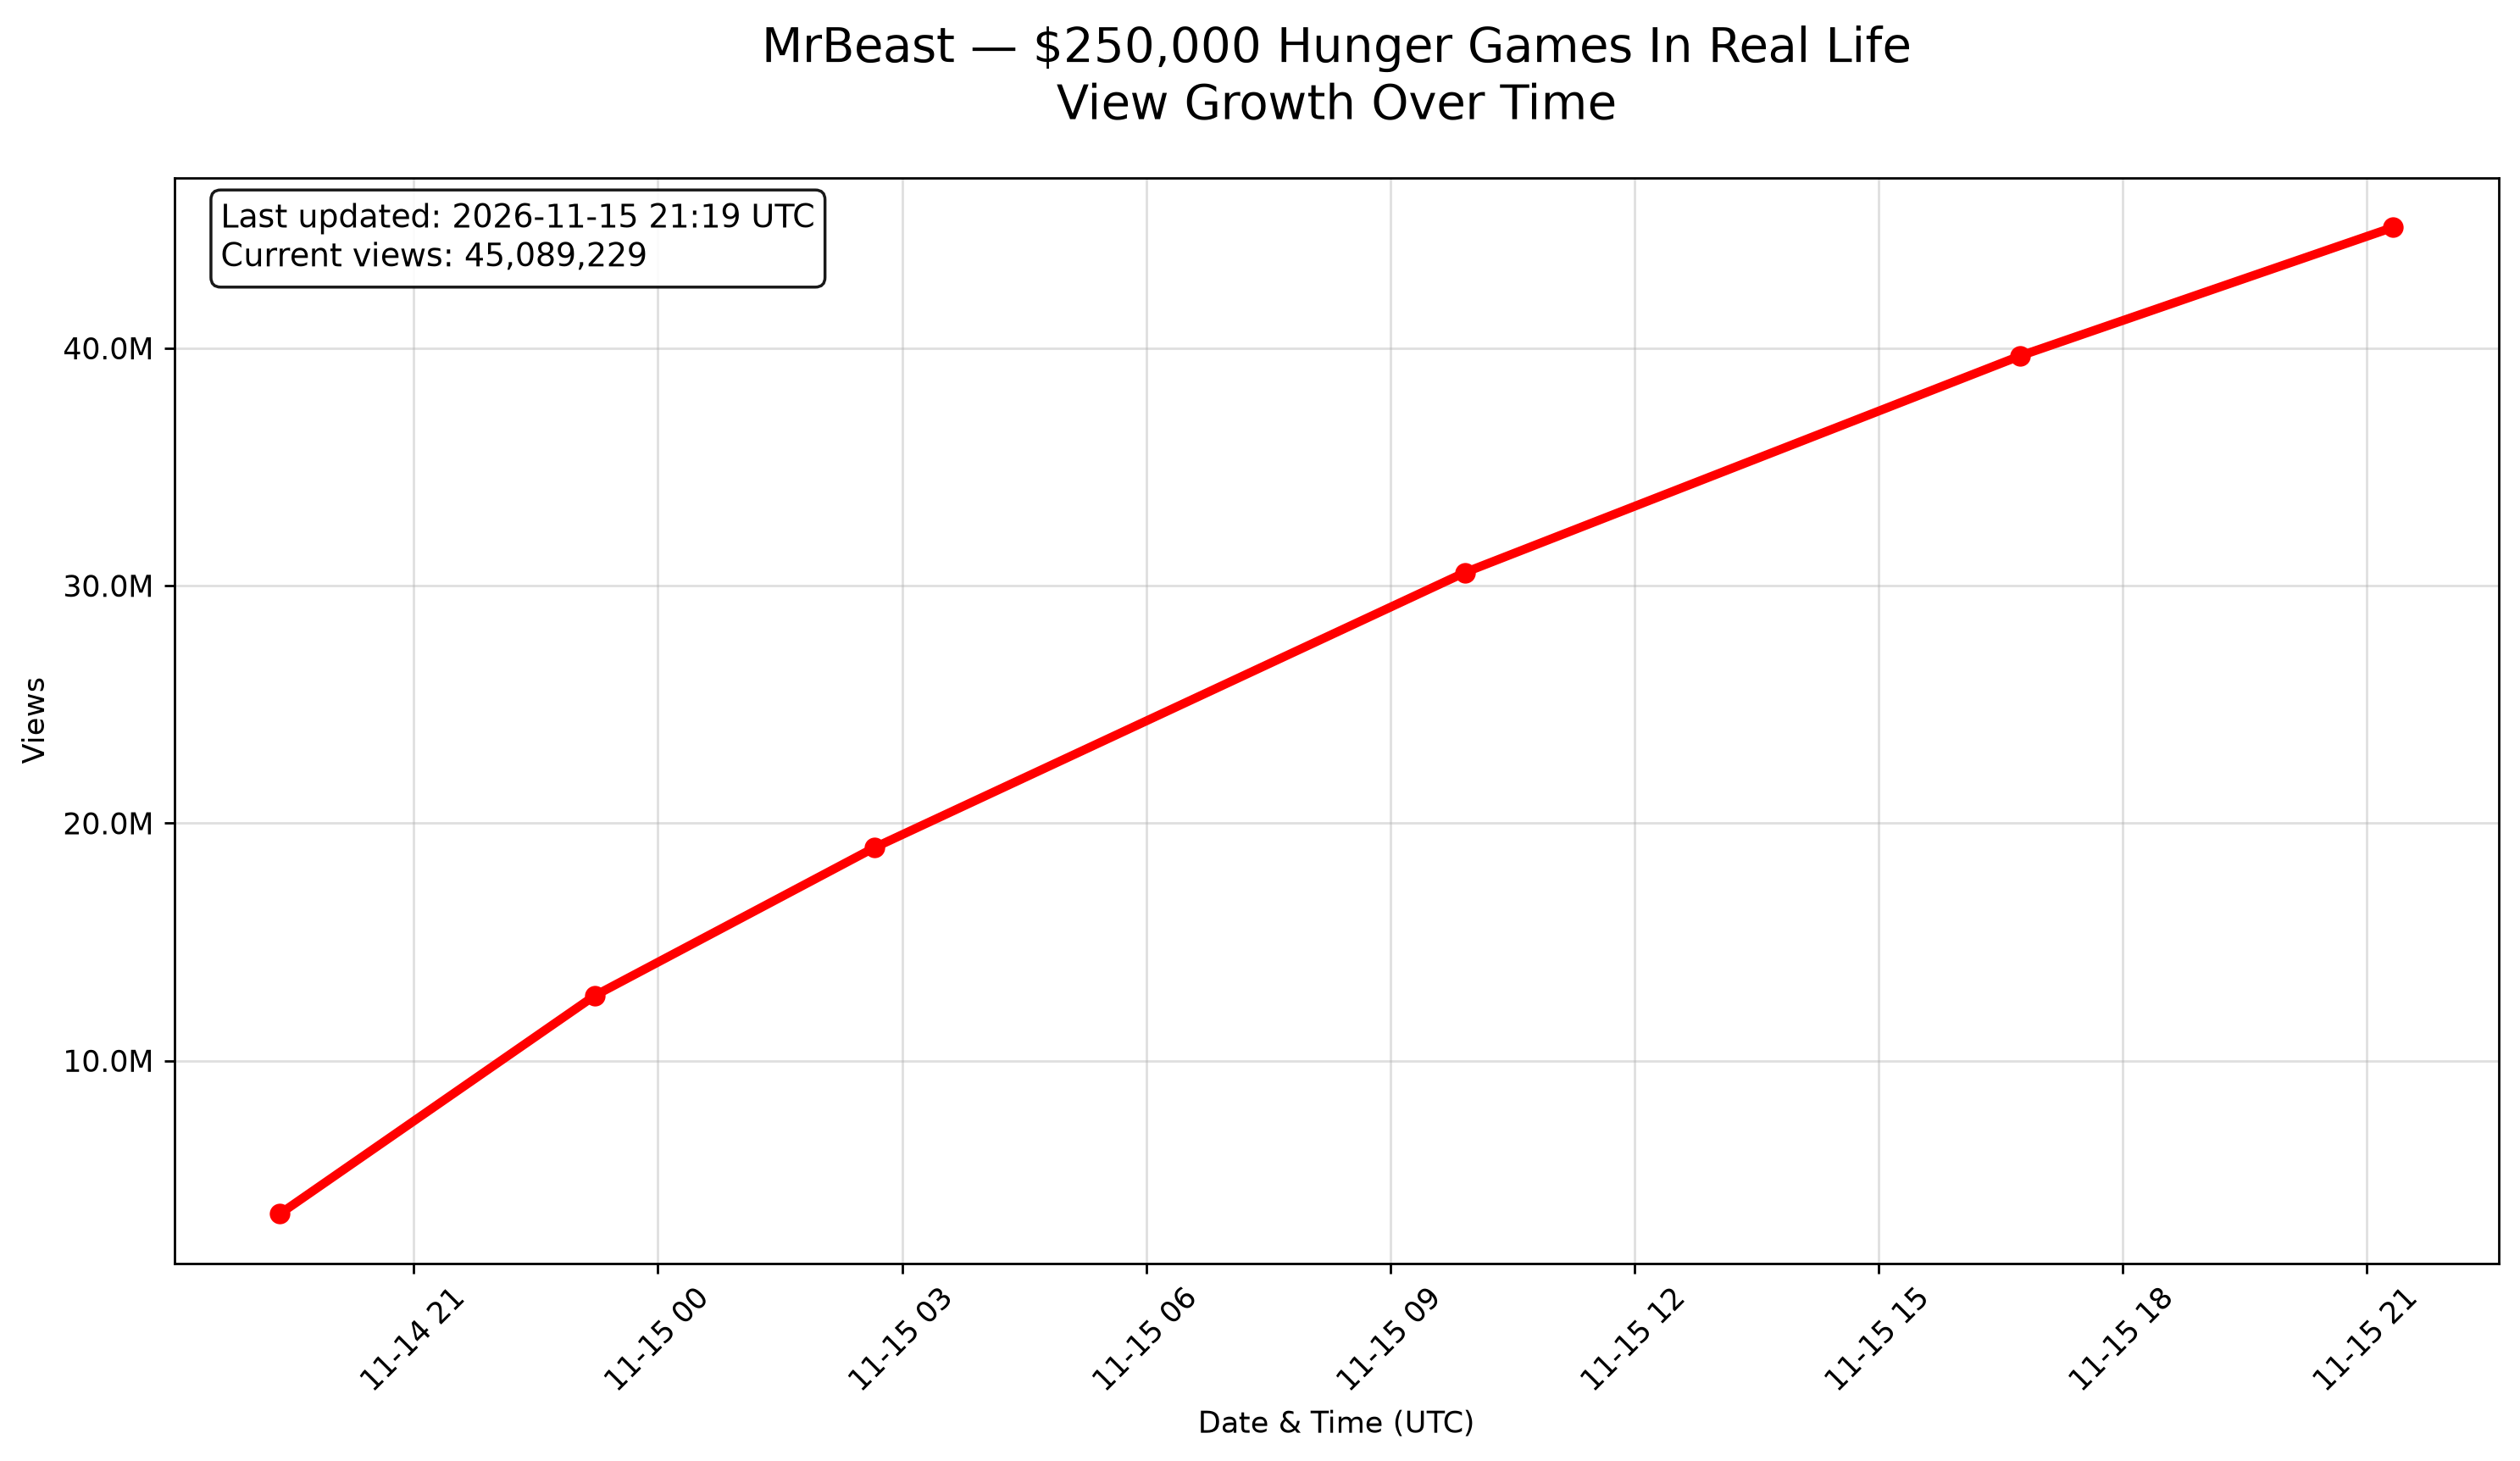 MrBeast — $250,000 Hunger Games In Real Life
View Growth Over Time
Last updated: 2026-11-15 21:19 UTC
Current views: 45,089,229
40.0M
30.0M
20.0M
10.0M
Views
11-14 21
11-15 00
11-15 03
11-15 06
11-15 09
11-15 12
11-15 15
11-15 18
11-15 21
Date & Time (UTC)